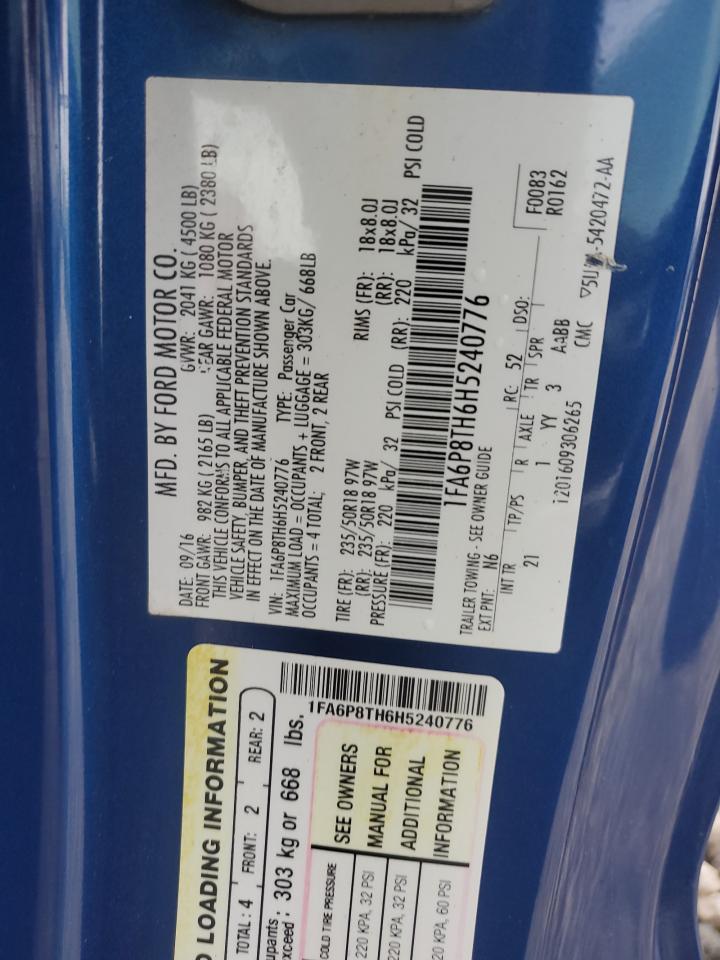 MFD. BY FORD MOTOR CO.
DATE: 09/16 GVWR: 2041 KG ( 4500 LB)
FRONT GAWR: 982 KG ( 2165 LB) REAR GAWR: 1080 KG ( 2380 LB)
THIS VEHICLE CONFORMS TO ALL APPLICABLE FEDERAL MOTOR
VEHICLE SAFETY, BUMPER, AND THEFT PREVENTION STANDARDS
IN EFFECT ON THE DATE OF MANUFACTURE SHOWN ABOVE.
VIN: 1FA6P8TH6H5240776 TYPE: Passenger Car
MAXIMUM LOAD = OCCUPANTS + LUGGAGE = 303KG/ 668LB
OCCUPANTS = 4 TOTAL; 2 FRONT, 2 REAR
TIRE (FR): 235/50R18 97W RIMS (FR): 18x8.0J
(RR): 235/50R18 97W (RR): 18x8.0J
PRESSURE (FR): 220 kPa/ 32 PSI COLD (RR): 220 kPa/ 32 PSI COLD
1FA6P8TH6H5240776
TRAILER TOWING - SEE OWNER GUIDE
EXT PNT: N6 RC: 52 DSO: F0083
INT TR TP/PS R AXLE TR SPR R0162
21 1 YY 3 AABB
1201609306265 CMC
▽ -5420472-AA
LOADING INFORMATION
TOTAL : 4 FRONT: 2 REAR: 2
303 kg or 668 lbs.
1FA6P8TH6H5240776
COLD TIRE PRESSURE
220 KPA, 32 PSI
220 KPA, 32 PSI
20 KPA, 60 PSI
SEE OWNERS
MANUAL FOR
ADDITIONAL
INFORMATION